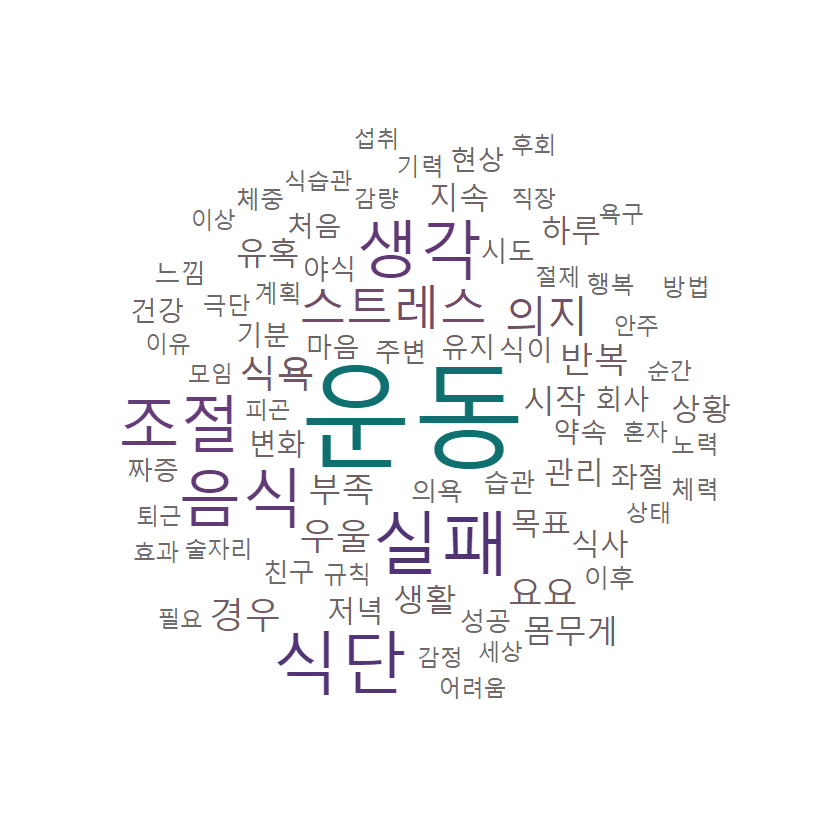 섭취
기력 현상 후회
체중 식습관 감량 지속 직장
이상 처음 생각 시도 하루 욕구
느낌 유혹 야식 절제 행복 방법
건강 극단 계획 스트레스 의지 안주
이유 기분 마음 주변 유지 식이 반복 순간
모임 식욕 운동 시작 회사 상황
조절 피곤 변화 약속 혼자 노력
짜증 음식 부족 의욕 습관 관리 좌절 체력
퇴근 우울 실패 목표 상태
효과 술자리 친구 규칙 식사 이후
필요 경우 저녁 생활 요요 성공 몸무게
식단 감정 세상
어려움